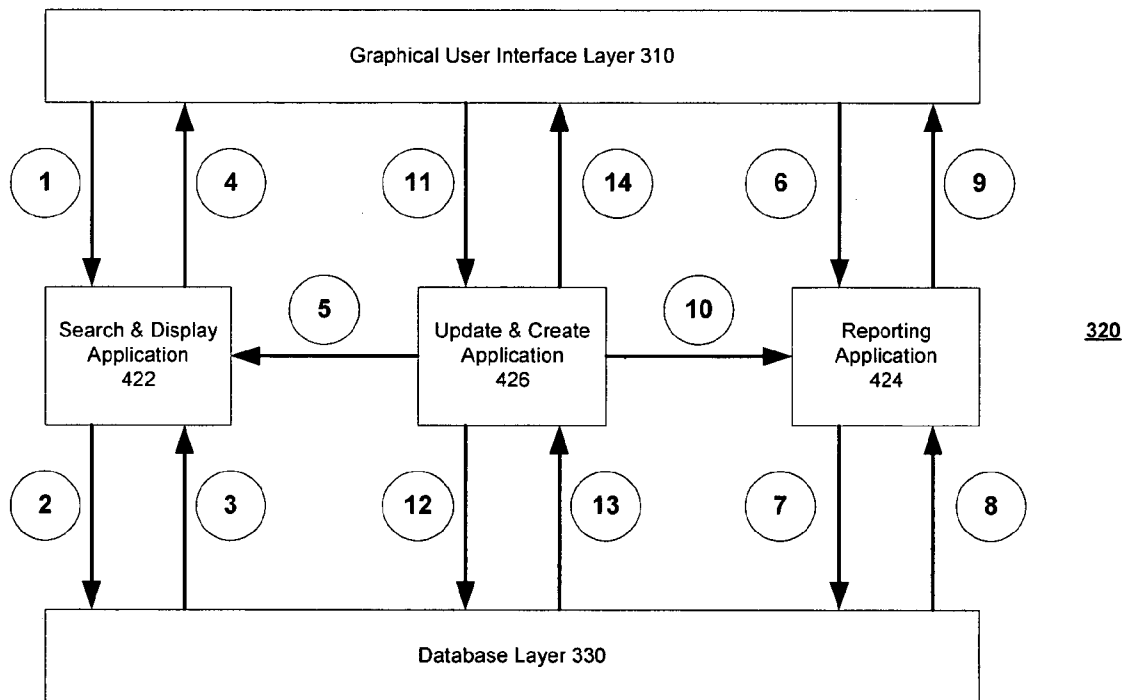 Graphical User Interface Layer 310
1
4
11
14
6
9
5
10
Search & Display
Application
422
Update & Create
Application
426
Reporting
Application
424
320
2
3
12
13
7
8
Database Layer 330